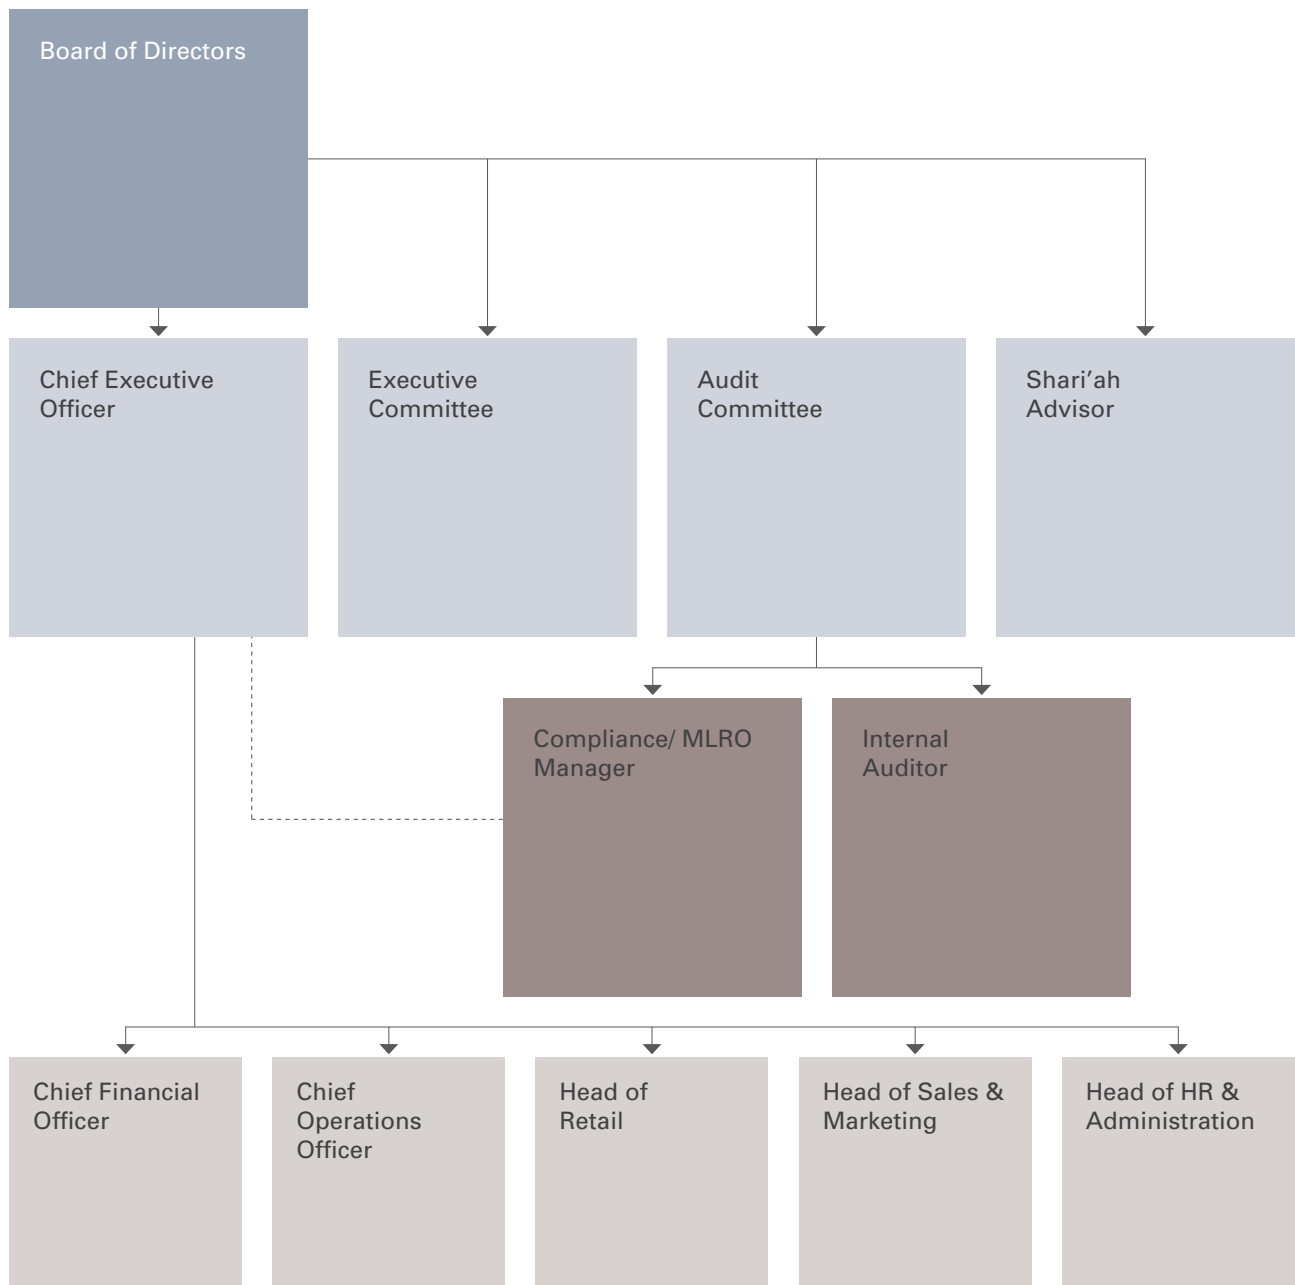 Board of Directors
Chief Executive
Officer
Executive
Committee
Audit
Committee
Shari’ah
Advisor
Compliance/ MLRO
Manager
Internal
Auditor
Chief Financial
Officer
Chief
Operations
Officer
Head of
Retail
Head of Sales &
Marketing
Head of HR &
Administration